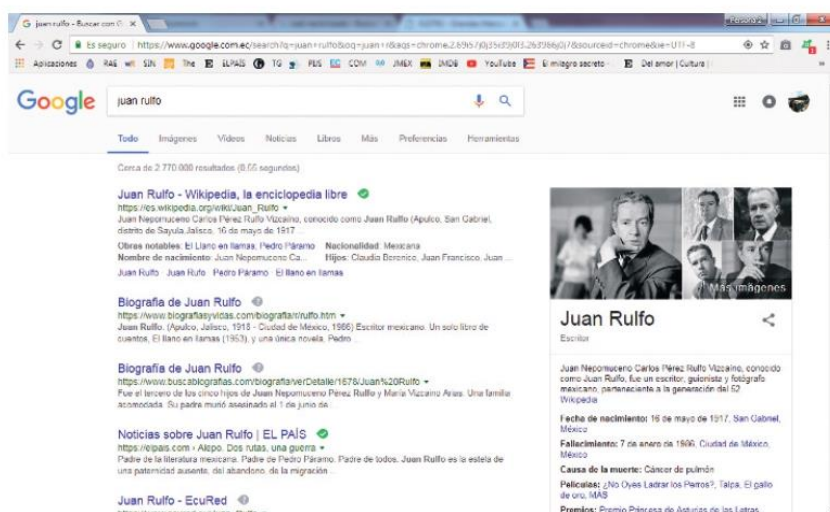 juan rulfo - Buscar con G
Persona 2
Es seguro https://www.google.com.ec/search?q=juan+rulfo&oq=juan+r&aqs=chrome.2.69i57j0j35i39j0l3.
Aplicaciones RAE SIN The ELPAÍS TG PUS COM JMEX IMDB YouTube El milagro secreto - Del amor | Cultura |
Google juan rulfo
Todo Imágenes Vídeos Noticias Libros Más Preferencias Herramientas
Cerca de 2 770 000 resultados (0.55 segundos)
Juan Rulfo - Wikipedia, la enciclopedia libre
https://es.wikipedia.org/wiki/Juan_Rulfo
Juan Nepomuceno Carlos Pérez Rulfo Vizcaíno, conocido como Juan Rulfo (Apulco, San Gabriel,
distrito de Sayula Jalisco, 16 de mayo de 1917 ...
Obras notables: El Llano en llamas, Pedro Páramo Nacionalidad: Mexicana
Nombre de nacimiento: Juan Nepomuceno Ca... Hijos: Claudia Berenice, Juan Francisco, Juan ...
Juan Rulfo · Juan Rufo · Pedro Páramo · El llano en llamas
Biografia de Juan Rulfo
https://www.biografiasyvidas.com/biografia/r/rulfo.htm
Juan Rulfo. (Apulco, Jalisco, 1918 - Ciudad de México, 1986) Escritor mexicano. Un solo libro de
cuentos, El llano en llamas (1953), y una única novela, Pedro ...
Biografía de Juan Rulfo
https://www.buscabiografias.com/biografia/verDetalle/1678/Juan%20Rulfo
Fue el tercero de los cinco hijos de Juan Nepomuceno Pérez Rulfo y María Vizcaíno Arias. Una familia
acomodada. Su padre murió asesinado el 1 de junio de ...
Noticias sobre Juan Rulfo | EL PAÍS
https://elpais.com › Alepo. Dos rutas, una guerra
Padre de la literatura mexicana. Padre de Pedro Páramo. Padre de todos. Juan Rulfo es la estela de
una paternidad ausente, del abandono, de la migración ...
Juan Rulfo - EcuRed
Más imágenes
Juan Rulfo
Escritor
Juan Nepomuceno Carlos Pérez Rulfo Vizcaíno, conocido
como Juan Rulfo, fue un escritor, guionista y fotógrafo
mexicano, perteneciente a la generación del 52.
Wikipedia
Fecha de nacimiento: 16 de mayo de 1917, San Gabriel,
México
Fallecimiento: 7 de enero de 1986, Ciudad de México,
México
Causa de la muerte: Cáncer de pulmón
Películas: ¿No Oyes Ladrar los Perros?, Talpa, El gallo
de oro, MÁS
Premios: Premio Princesa de Asturias de las Letras,